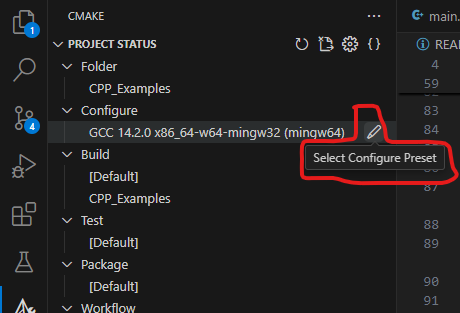 CMAKE
main.
PROJECT STATUS
READ
Folder
4
CPP_Examples
59
Configure
83
GCC 14.2.0 x86_64-w64-mingw32 (mingw64)
84
Select Configure Preset
Build
86
[Default]
87
CPP_Examples
Test
88
[Default]
89
Package
[Default]
90
Workflow
91
1
4